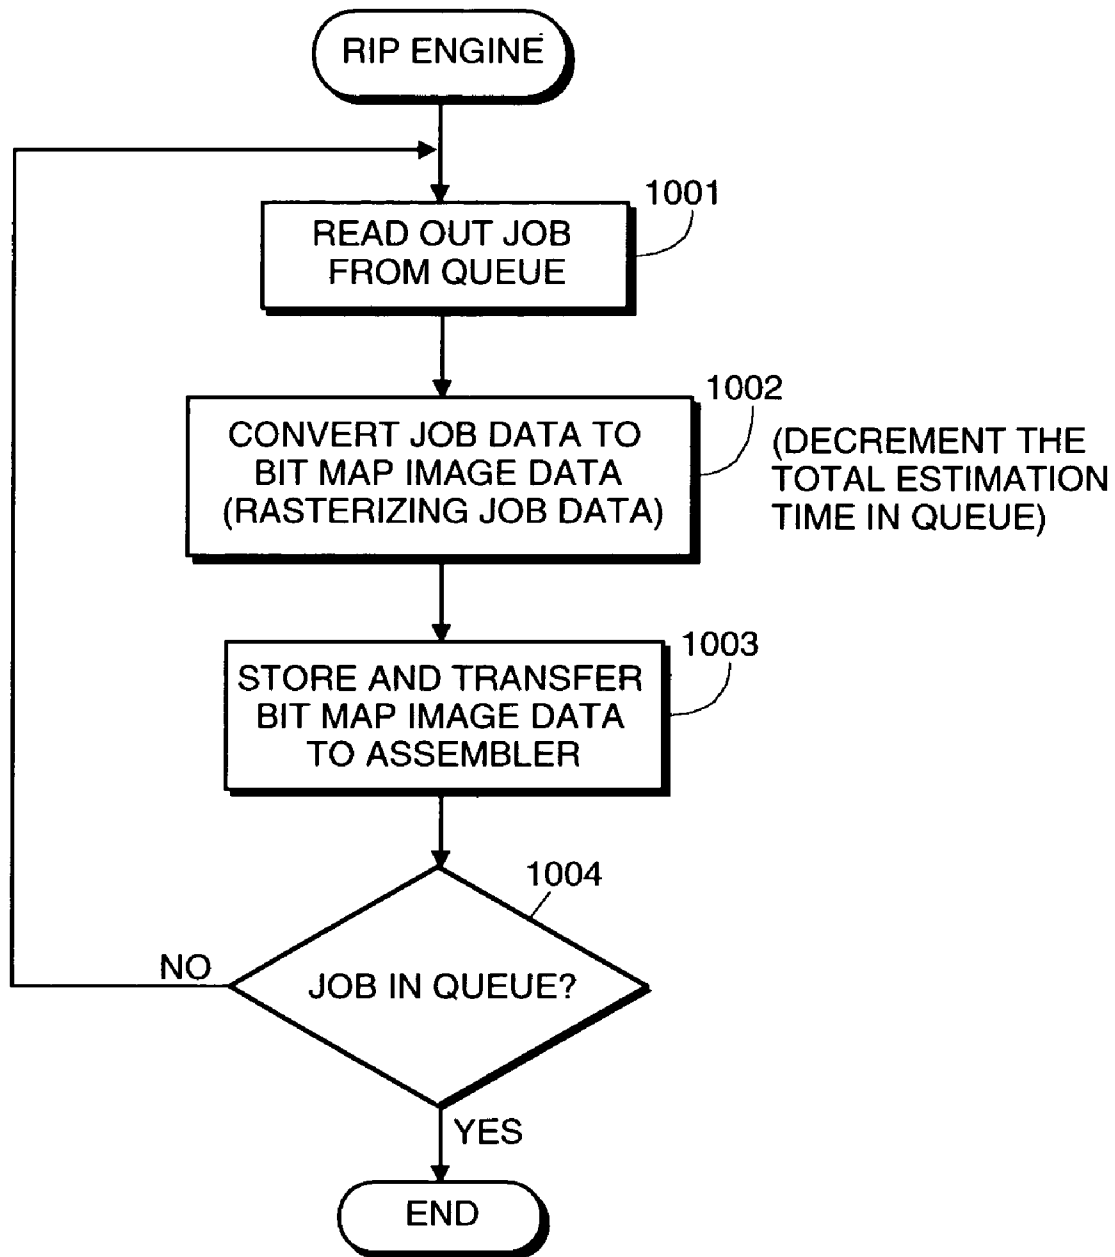 RIP ENGINE
1001
READ OUT JOB
FROM QUEUE
1002
CONVERT JOB DATA TO
BIT MAP IMAGE DATA
(RASTERIZING JOB DATA)
(DECREMENT THE
TOTAL ESTIMATION
TIME IN QUEUE)
1003
STORE AND TRANSFER
BIT MAP IMAGE DATA
TO ASSEMBLER
1004
JOB IN QUEUE?
NO
YES
END